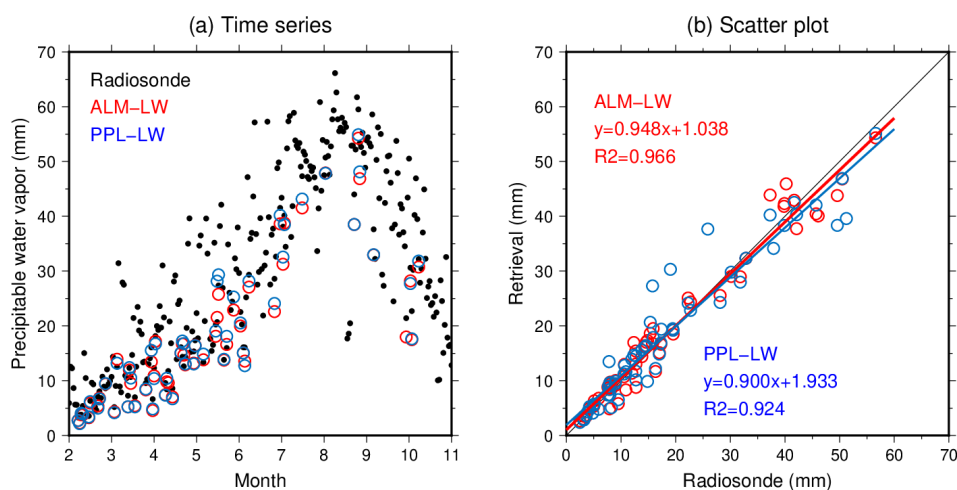 (a) Time series
Precipitable water vapor (mm)
70
60
50
40
30
20
10
0
Radiosonde
ALM−LW
PPL−LW
2 3 4 5 6 7 8 9 10 11
Month
(b) Scatter plot
Retrieval (mm)
70
60
50
40
30
20
10
0
ALM−LW
y=0.948x+1.038
R2=0.966
PPL−LW
y=0.900x+1.933
R2=0.924
0 10 20 30 40 50 60 70
Radiosonde (mm)